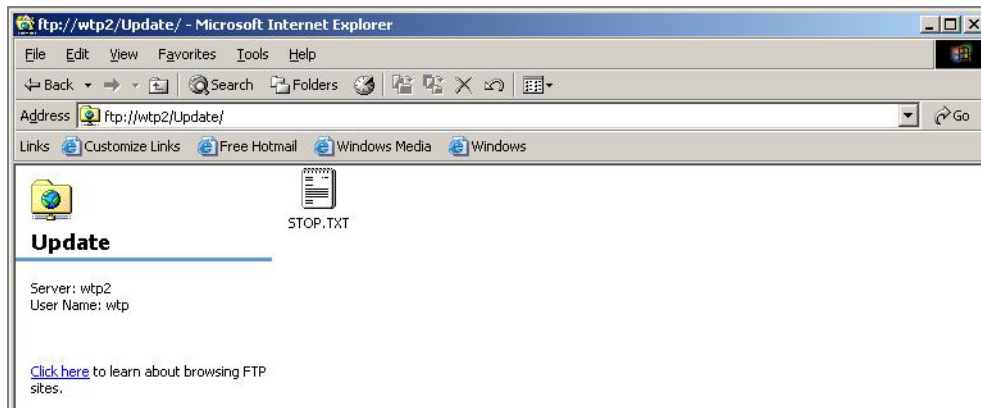 ftp://wtp2/Update/ - Microsoft Internet Explorer
File Edit View Favorites Tools Help
Back Search Folders
Address ftp://wtp2/Update/ Go
Links Customize Links Free Hotmail Windows Media Windows
STOP.TXT
Update
Server: wtp2
User Name: wtp
Click here to learn about browsing FTP
sites.